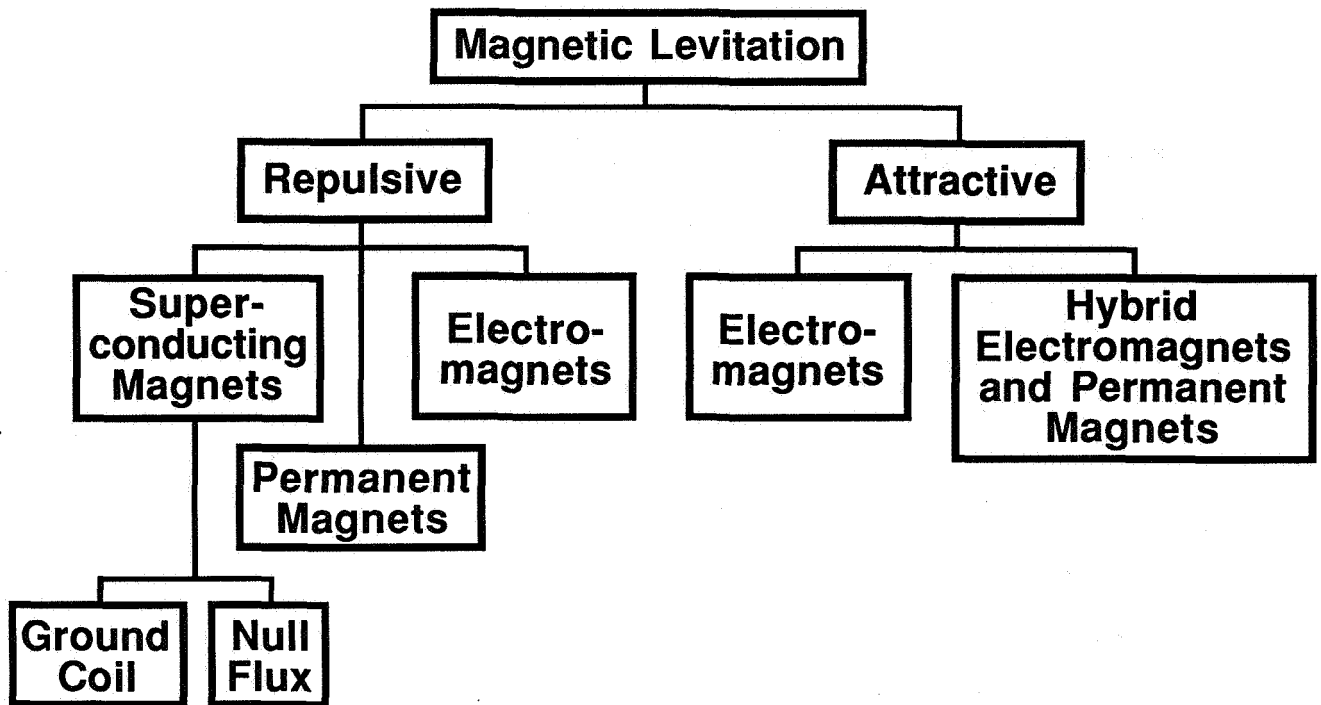 Magnetic Levitation
Repulsive
Attractive
Super-
conducting
Magnets
Electro-
magnets
Electro-
magnets
Hybrid
Electromagnets
and Permanent
Magnets
Permanent
Magnets
Ground
Coil
Null
Flux